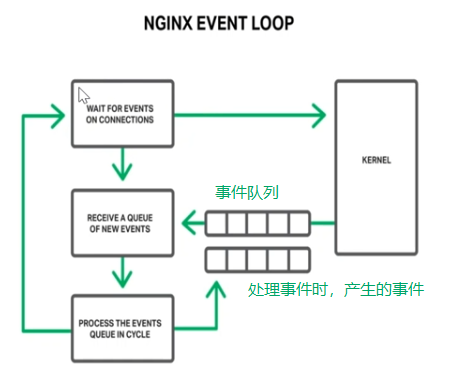 NGINX EVENT LOOP
WAIT FOR EVENTS
ON CONNECTIONS
KERNEL
事件队列
RECEIVE A QUEUE
OF NEW EVENTS
处理事件时，产生的事件
PROCESS THE EVENTS
QUEUE IN CYCLE